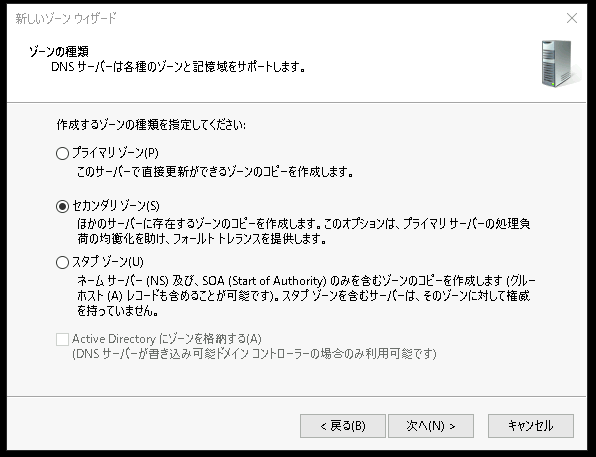 新しいゾーン ウィザード
ゾーンの種類
DNS サーバーは各種のゾーンと記憶域をサポートします。
作成するゾーンの種類を指定してください:
プライマリ ゾーン(P)
このサーバーで直接更新ができるゾーンのコピーを作成します。
セカンダリ ゾーン(S)
ほかのサーバーに存在するゾーンのコピーを作成します。このオプションは、プライマリ サーバーの処理負
荷の均衡化を助け、フォールト トレランスを提供します。
スタブ ゾーン(U)
ネーム サーバー (NS) 及び、SOA (Start of Authority) のみを含むゾーンのコピーを作成します (グルー
ホスト (A) レコードも含めることが可能です)。スタブ ゾーンを含むサーバーは、そのゾーンに対して権威
を持っていません。
Active Directory にゾーンを格納する(A)
(DNS サーバーが書き込み可能ドメイン コントローラーの場合のみ利用可能です)
< 戻る(B)
次へ(N) >
キャンセル